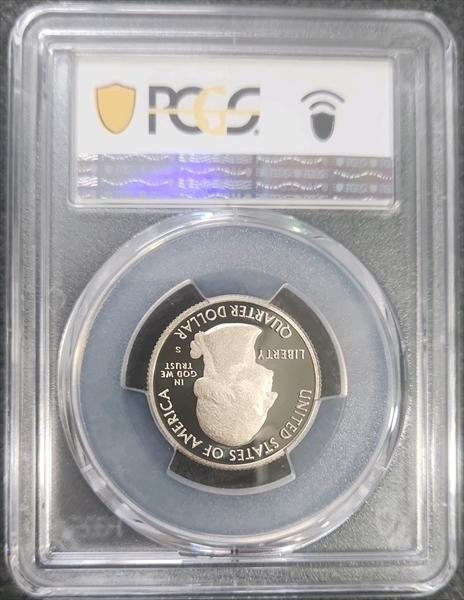 PCGS
UNITED STATES OF AMERICA
LIBERTY
IN
GOD WE
TRUST
S
QUARTER DOLLAR